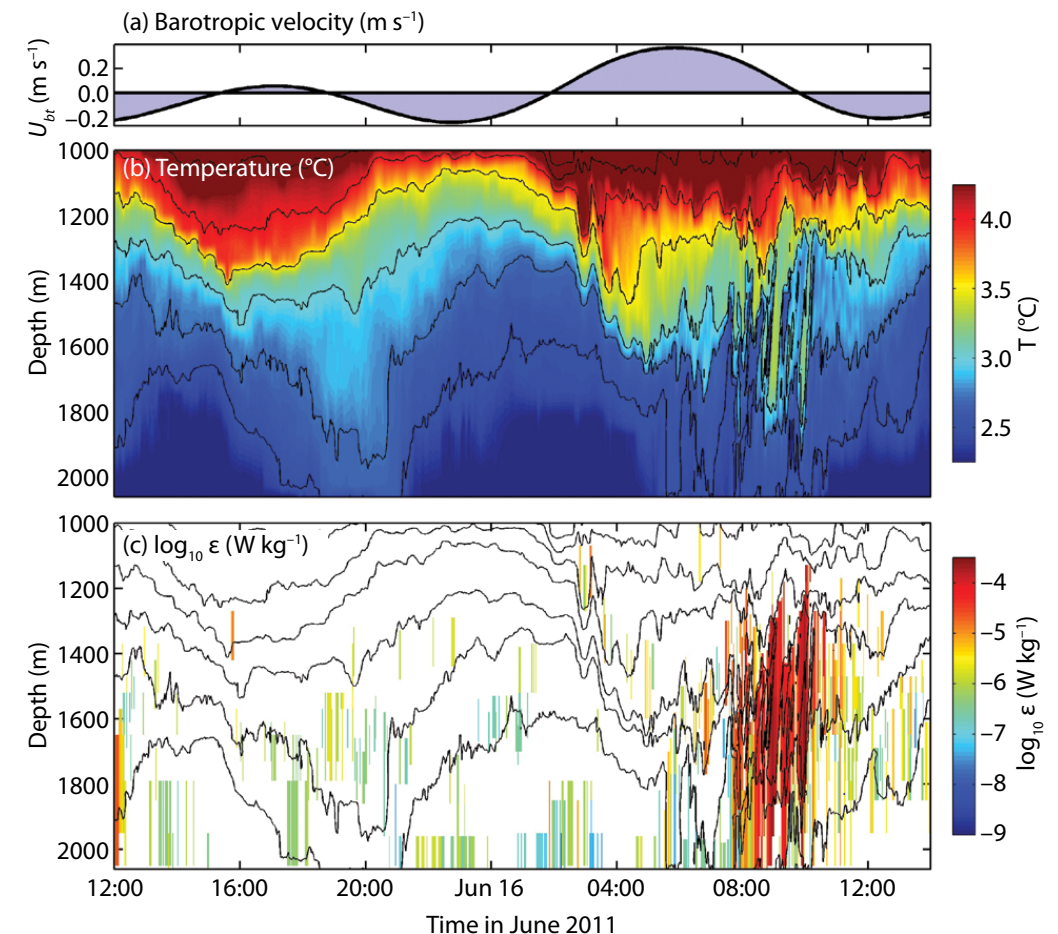 (a) Barotropic velocity (m s⁻¹)
U_bt (m s⁻¹)
0.2
0.0
−0.2
(b) Temperature (°C)
Depth (m)
1000
1200
1400
1600
1800
2000
4.0
3.5
3.0
2.5
T (°C)
(c) log₁₀ ε (W kg⁻¹)
Depth (m)
1000
1200
1400
1600
1800
2000
−4
−5
−6
−7
−8
−9
log₁₀ ε (W kg⁻¹)
12:00 16:00 20:00 Jun 16 04:00 08:00 12:00
Time in June 2011